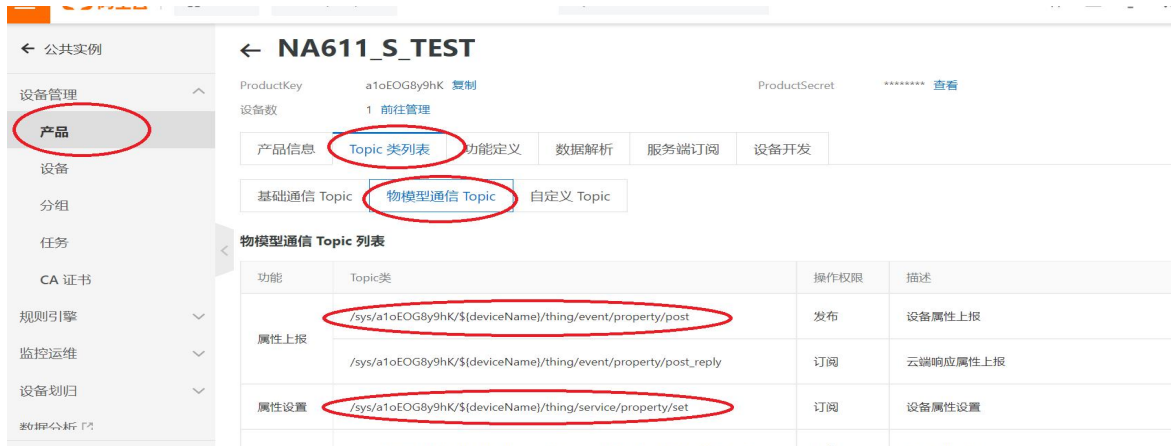 ← 公共实例
← NA611_S_TEST
ProductKey a1oEOG8y9hK 复制 ProductSecret ******** 查看
设备管理
设备数 1 前往管理
产品
产品信息 Topic 类列表 功能定义 数据解析 服务端订阅 设备开发
设备
分组
基础通信 Topic 物模型通信 Topic 自定义 Topic
任务
物模型通信 Topic 列表
CA 证书
功能 Topic类 操作权限 描述
规则引擎
属性上报
/sys/a1oEOG8y9hK/${deviceName}/thing/event/property/post 发布 设备属性上报
监控运维
/sys/a1oEOG8y9hK/${deviceName}/thing/event/property/post_reply 订阅 云端响应属性上报
设备划归
属性设置 /sys/a1oEOG8y9hK/${deviceName}/thing/service/property/set 订阅 设备属性设置
数据分析